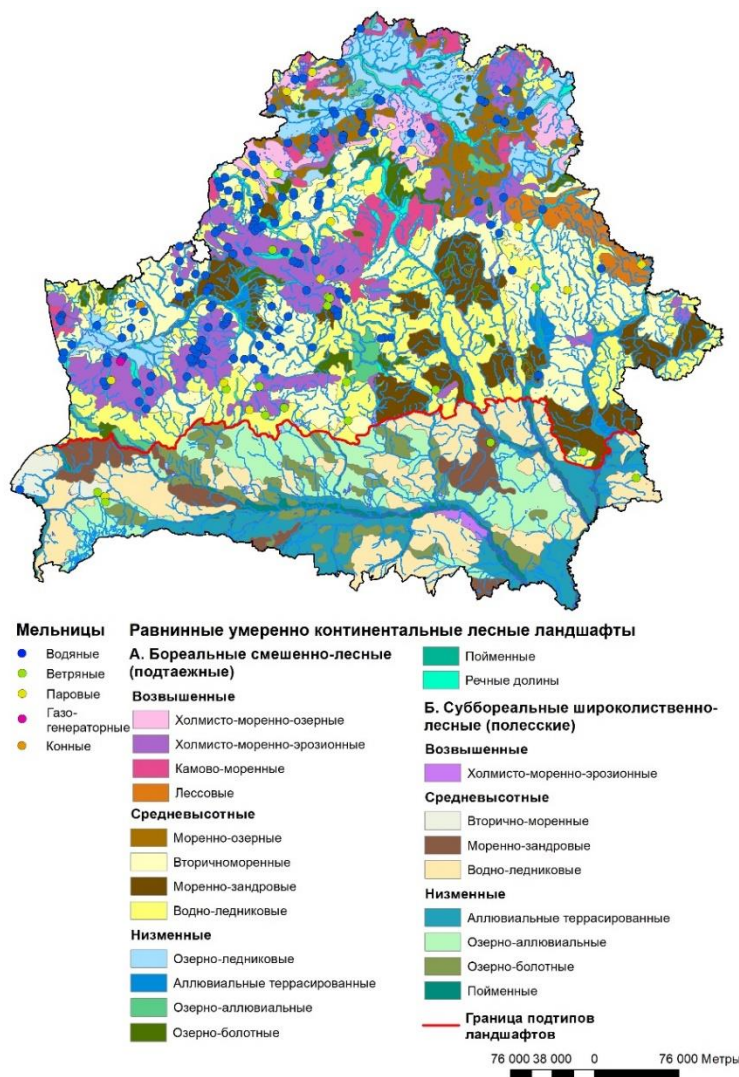 Мельницы
Водяные
Ветряные
Паровые
Газо-
генераторные
Конные
Равнинные умеренно континентальные лесные ландшафты
А. Бореальные смешенно-лесные
(подтаежные)
Возвышенные
Холмисто-моренно-озерные
Холмисто-моренно-эрозионные
Камово-моренные
Лессовые
Средневысотные
Моренно-озерные
Вторичноморенные
Моренно-зандровые
Водно-ледниковые
Низменные
Озерно-ледниковые
Аллювиальные террасированные
Озерно-аллювиальные
Озерно-болотные
Пойменные
Речные долины
Б. Суббореальные широколиственно-
лесные (полесские)
Возвышенные
Холмисто-моренно-эрозионные
Средневысотные
Вторично-моренные
Моренно-зандровые
Водно-ледниковые
Низменные
Аллювиальные террасированные
Озерно-аллювиальные
Озерно-болотные
Пойменные
Граница подтипов
ландшафтов
76 000 38 000 0 76 000 Метры